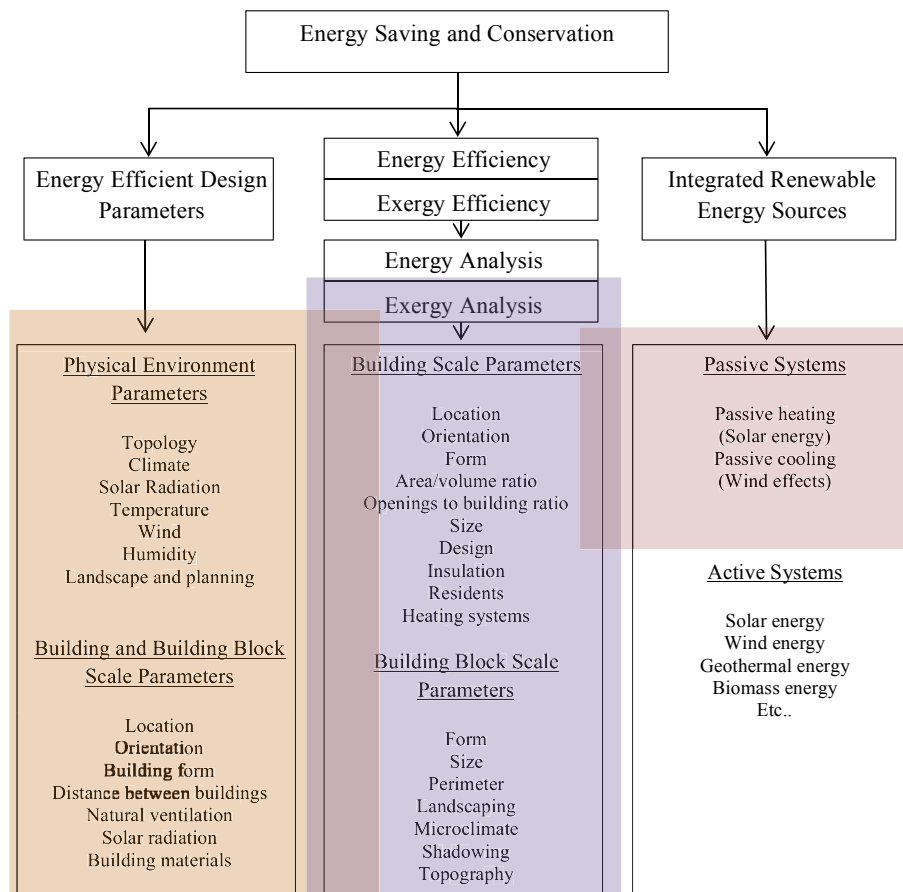 Energy Saving and Conservation
Energy Efficient Design
Parameters
Energy Efficiency
Exergy Efficiency
Energy Analysis
Exergy Analysis
Integrated Renewable
Energy Sources
Physical Environment
Parameters
Topology
Climate
Solar Radiation
Temperature
Wind
Humidity
Landscape and planning
Building and Building Block
Scale Parameters
Location
Orientation
Building form
Distance between buildings
Natural ventilation
Solar radiation
Building materials
Building Scale Parameters
Location
Orientation
Form
Area/volume ratio
Openings to building ratio
Size
Design
Insulation
Residents
Heating systems
Building Block Scale
Parameters
Form
Size
Perimeter
Landscaping
Microclimate
Shadowing
Topography
Passive Systems
Passive heating
(Solar energy)
Passive cooling
(Wind effects)
Active Systems
Solar energy
Wind energy
Geothermal energy
Biomass energy
Etc..